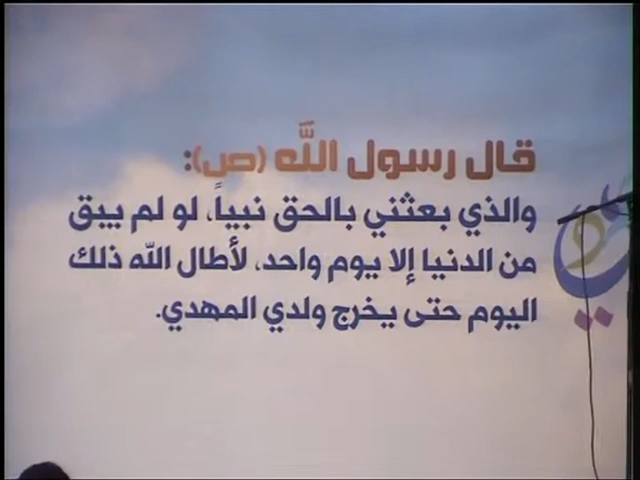 قال رسول اللَّه (ص):
والذي بعثني بالحق نبياً، لو لم يبق
من الدنيا إلا يوم واحد، لأطال الله ذلك
اليوم حتى يخرج ولدي المهدي.